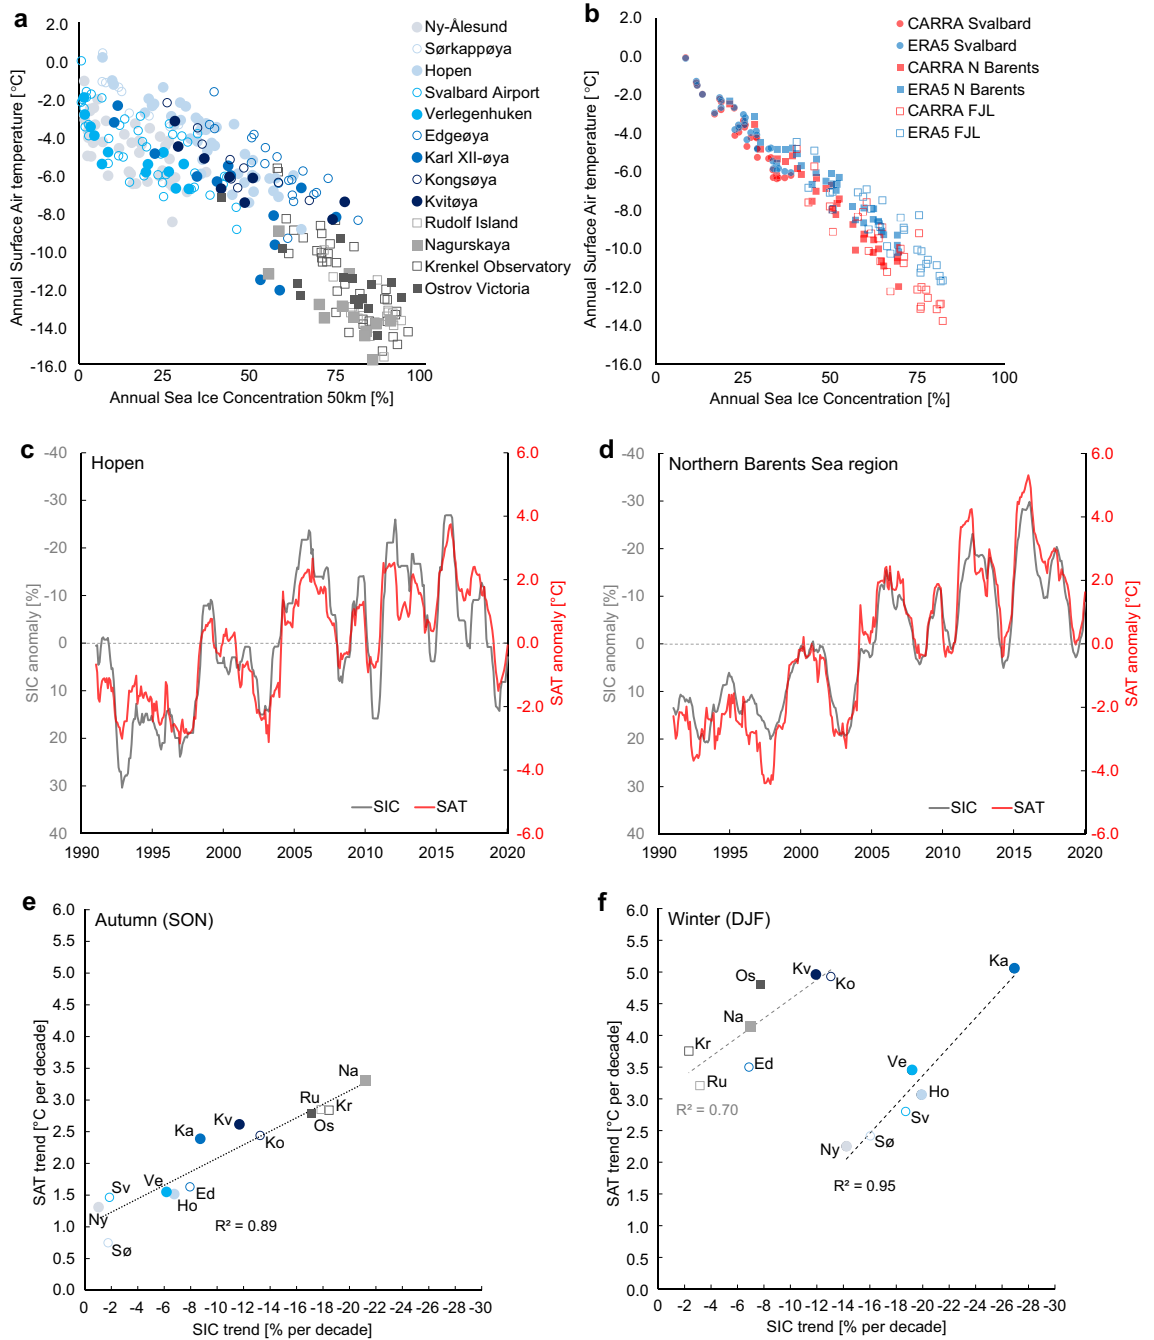 a
2.0
0.0
-2.0
-4.0
-6.0
-8.0
-10.0
-12.0
-14.0
-16.0
Annual Surface Air Temperature [°C]
0
25
50
75
100
Annual Sea Ice Concentration 50km [%]
Ny-Ålesund
Sørkappøya
Hopen
Svalbard Airport
Verlegenhuken
Edgeøya
Karl XII-øya
Kongsøya
Kvitøya
Rudolf Island
Nagurskaya
Krenkel Observatory
Ostrov Victoria
b
2.0
0.0
-2.0
-4.0
-6.0
-8.0
-10.0
-12.0
-14.0
-16.0
Annual Surface Air temperature [°C]
0
25
50
75
100
Annual Sea Ice Concentration [%]
CARRA Svalbard
ERA5 Svalbard
CARRA N Barents
ERA5 N Barents
CARRA FJL
ERA5 FJL
c
Hopen
-40
-30
-20
-10
0
10
20
30
40
SIC anomaly [%]
6.0
4.0
2.0
0.0
-2.0
-4.0
-6.0
SAT anomaly [°C]
SIC
SAT
1990
1995
2000
2005
2010
2015
2020
d
Northern Barents Sea region
-40
-30
-20
-10
0
10
20
30
40
SIC anomaly [%]
6.0
4.0
2.0
0.0
-2.0
-4.0
-6.0
SAT anomaly [°C]
SIC
SAT
1990
1995
2000
2005
2010
2015
2020
e
Autumn (SON)
6.0
5.5
5.0
4.5
4.0
3.5
3.0
2.5
2.0
1.5
1.0
0.5
0.0
SAT trend [°C per decade]
Na
Ru
Kr
Os
Kv
Ka
Ko
Ve
Sv
Ed
Ho
Ny
Sø
R² = 0.89
0 -2 -4 -6 -8 -10 -12 -14 -16 -18 -20 -22 -24 -26 -28 -30
SIC trend [% per decade]
f
Winter (DJF)
6.0
5.5
5.0
4.5
4.0
3.5
3.0
2.5
2.0
1.5
1.0
0.5
0.0
SAT trend [°C per decade]
Ka
Kv
Ko
Os
Na
Kr
Ed
Ru
Ve
Ho
Sv
Sø
Ny
R² = 0.70
R² = 0.95
0 -2 -4 -6 -8 -10 -12 -14 -16 -18 -20 -22 -24 -26 -28 -30
SIC trend [% per decade]